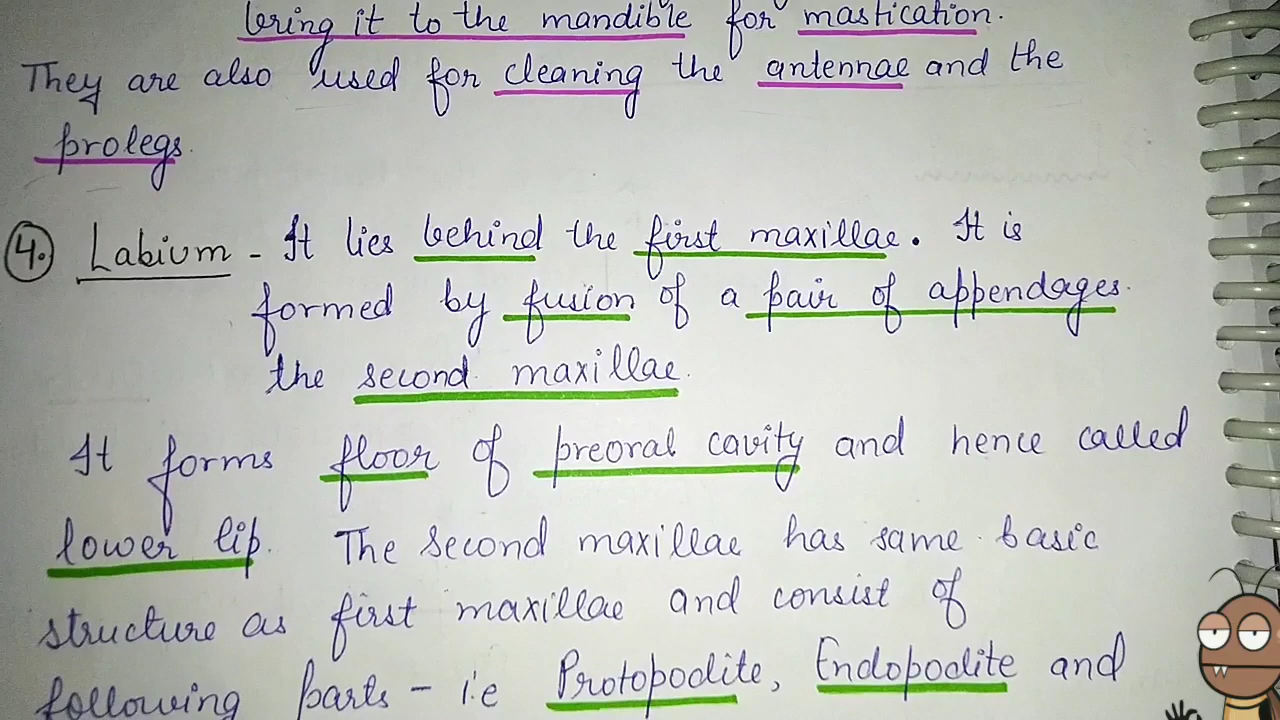 bring it to the mandible for mastication.
They are also used for cleaning the antennae and the
prolegs.
4. Labium - It lies behind the first maxillae. It is
formed by fusion of a pair of appendages.
the second maxillae.
It forms floor of preoral cavity and hence called
lower lip. The second maxillae has same basic
structure as first maxillae and consist of
following parts - i.e Protopodite, Endopodite and